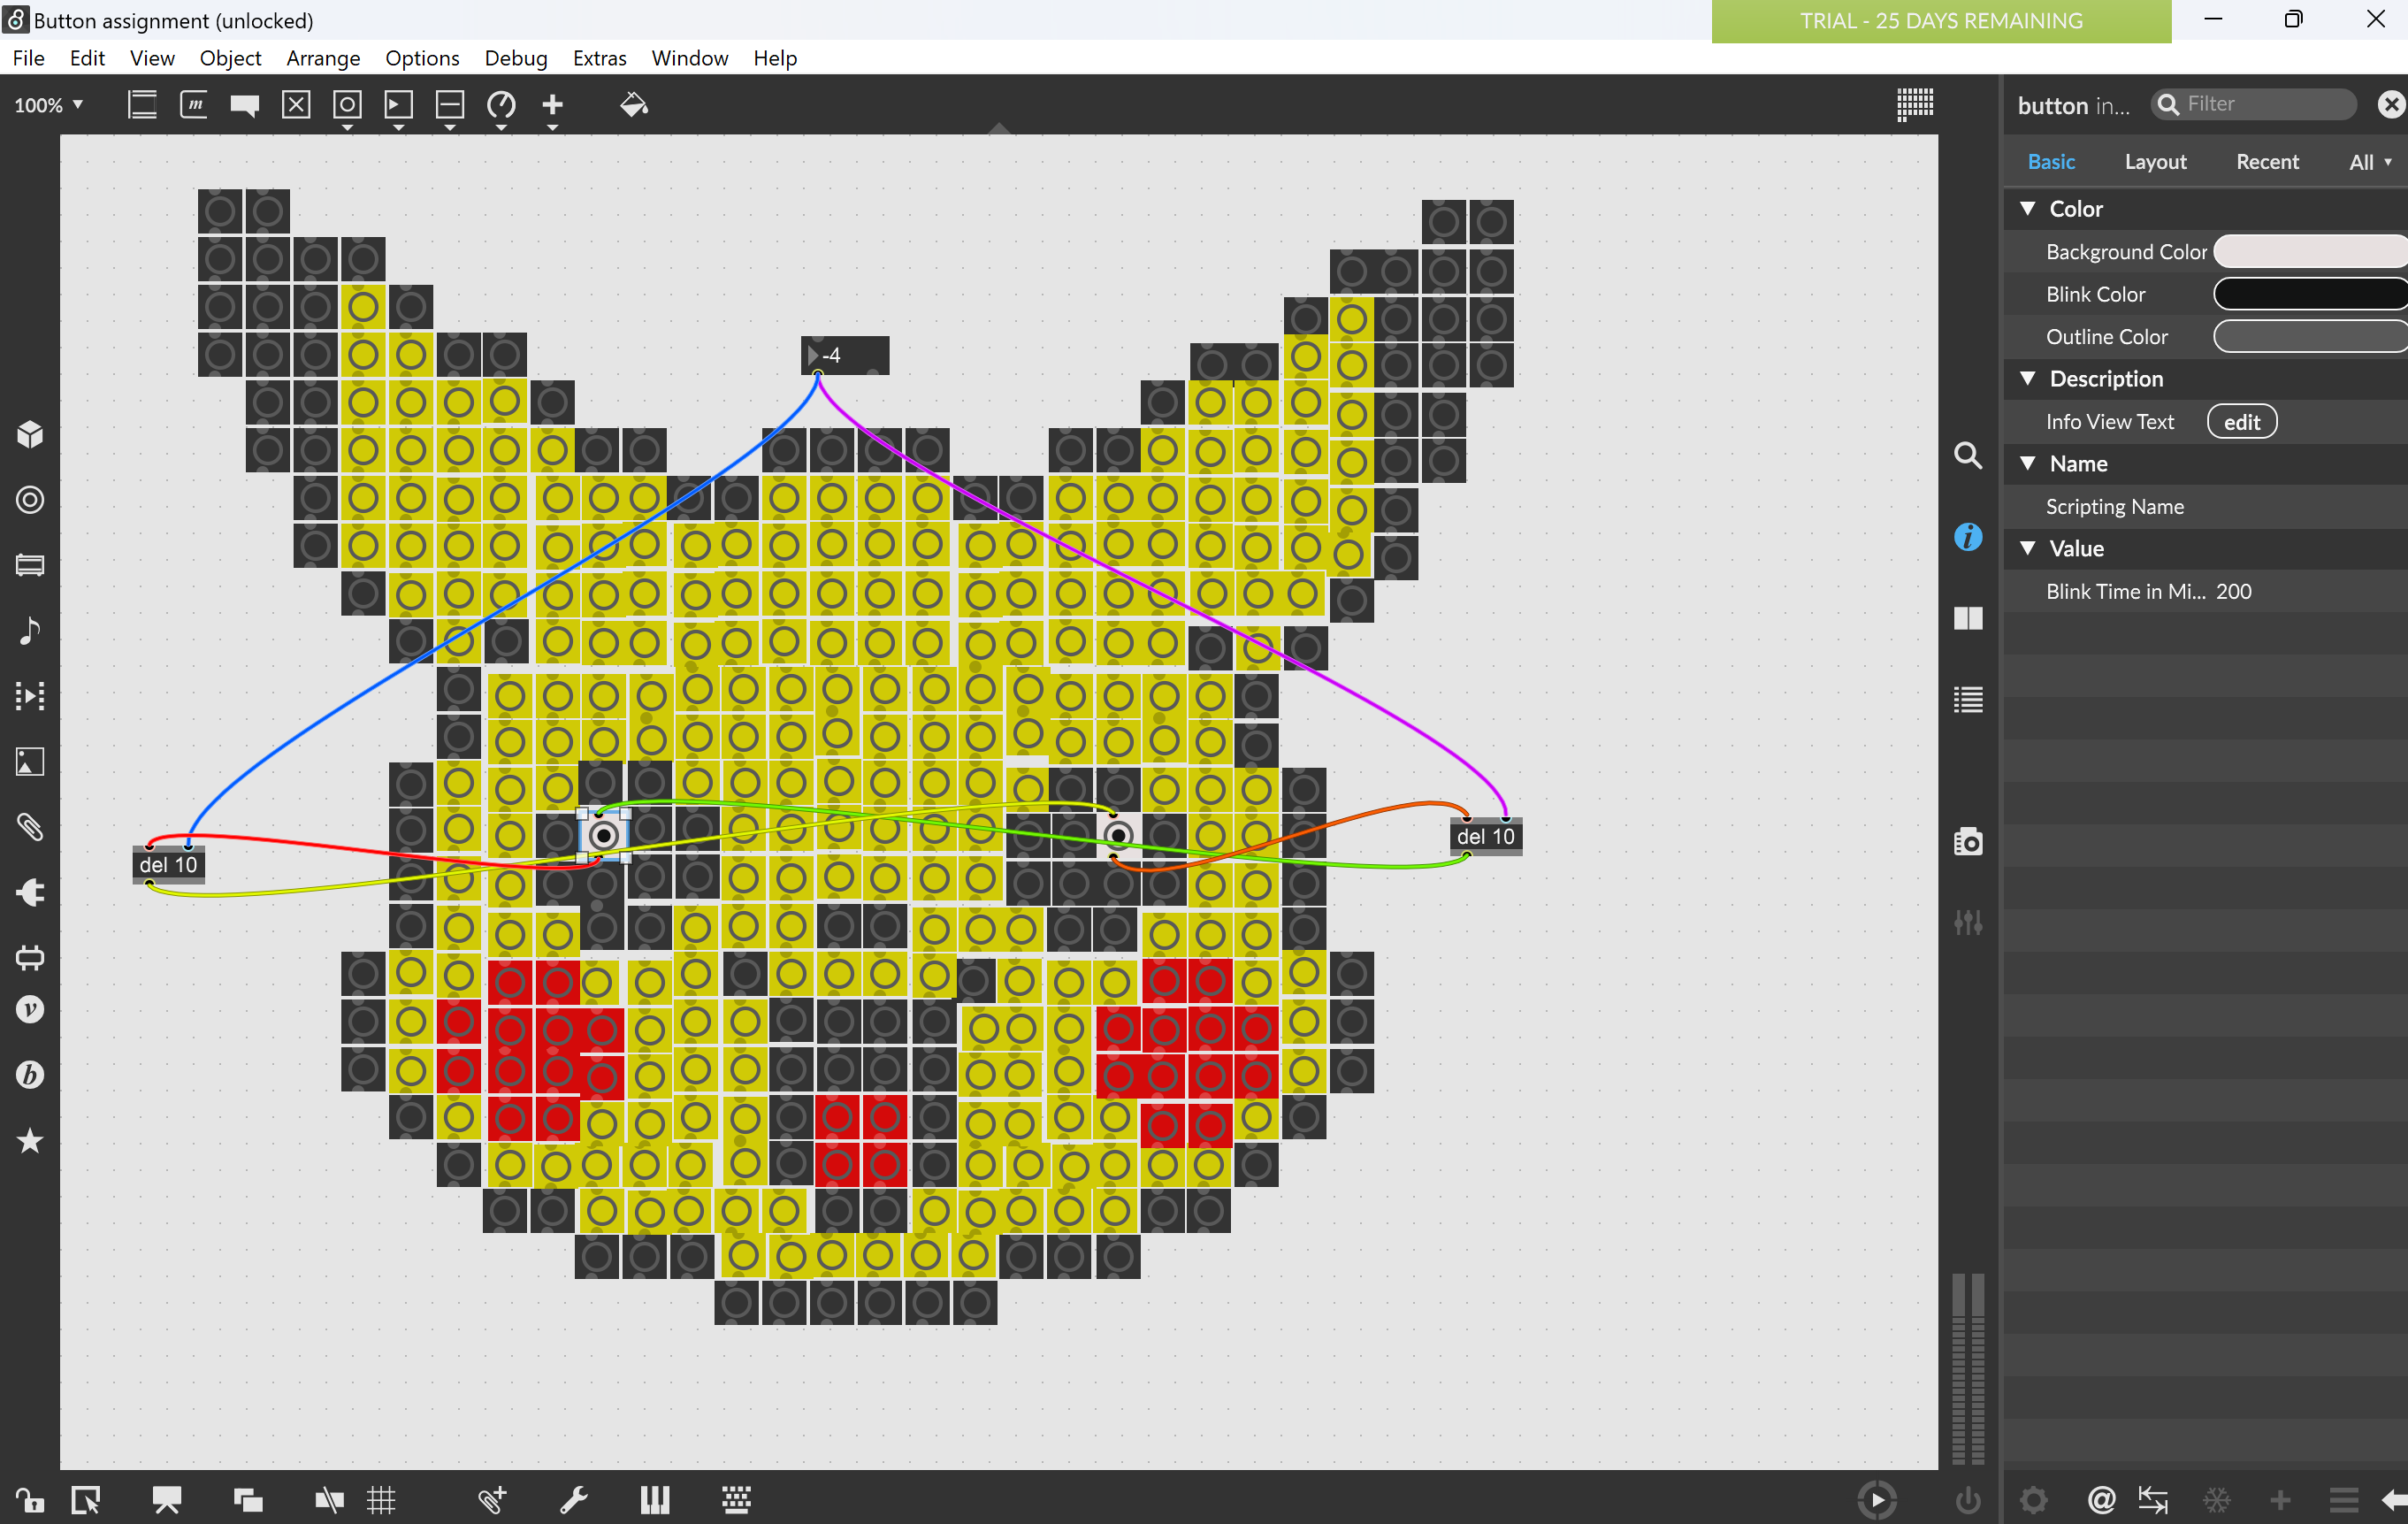 Button assignment (unlocked)
TRIAL - 25 DAYS REMAINING
File Edit View Object Arrange Options Debug Extras Window Help
100%
m
button in...
Filter
Basic Layout Recent All
Color
Background Color
Blink Color
Outline Color
Description
Info View Text edit
Name
Scripting Name
Value
Blink Time in Mi... 200
-4
del 10
del 10
i
v
b
@